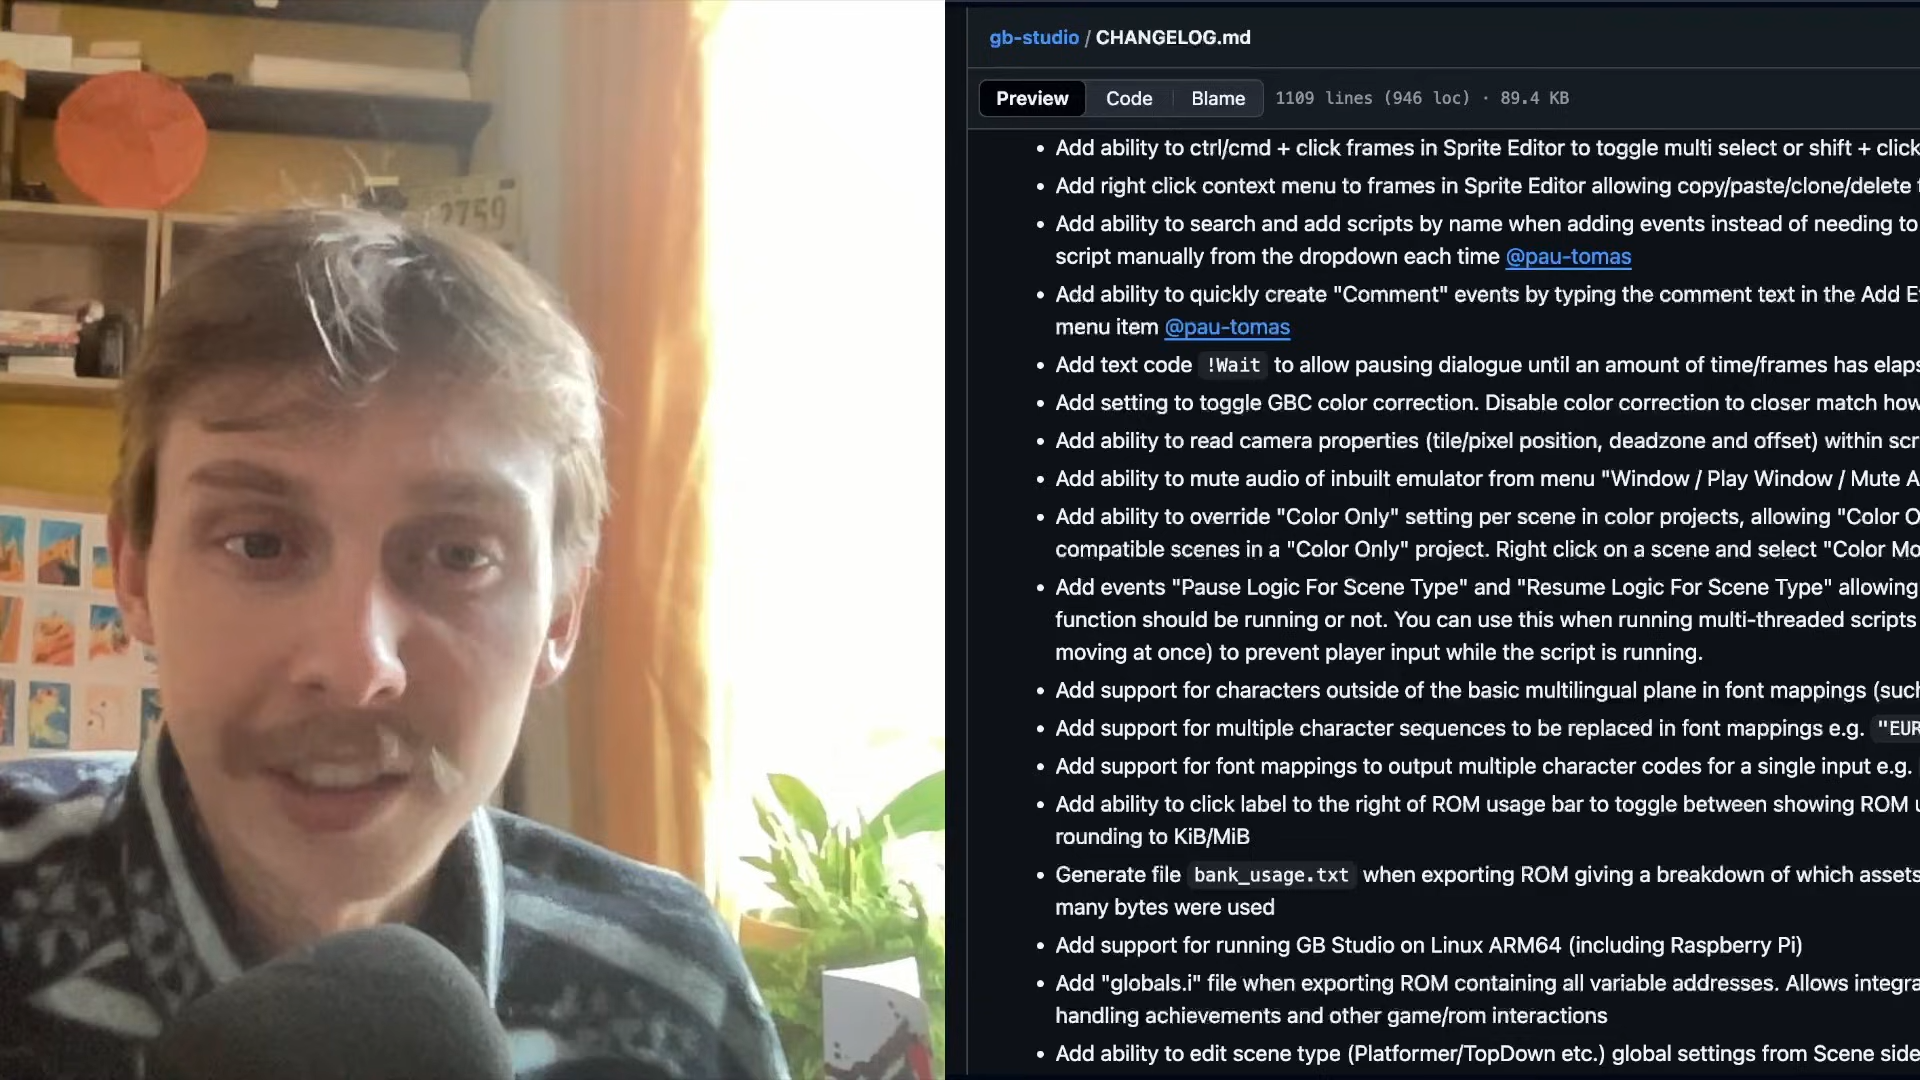 2759
gb-studio / CHANGELOG.md
Preview Code Blame 1109 lines (946 loc) · 89.4 KB
• Add ability to ctrl/cmd + click frames in Sprite Editor to toggle multi select or shift + click
• Add right click context menu to frames in Sprite Editor allowing copy/paste/clone/delete
• Add ability to search and add scripts by name when adding events instead of needing to
script manually from the dropdown each time @pau-tomas
• Add ability to quickly create "Comment" events by typing the comment text in the Add
menu item @pau-tomas
• Add text code !Wait to allow pausing dialogue until an amount of time/frames has elaps
• Add setting to toggle GBC color correction. Disable color correction to closer match how
• Add ability to read camera properties (tile/pixel position, deadzone and offset) within scr
• Add ability to mute audio of inbuilt emulator from menu "Window / Play Window / Mute A
• Add ability to override "Color Only" setting per scene in color projects, allowing "Color O
compatible scenes in a "Color Only" project. Right click on a scene and select "Color Mo
• Add events "Pause Logic For Scene Type" and "Resume Logic For Scene Type" allowing
function should be running or not. You can use this when running multi-threaded scripts
moving at once) to prevent player input while the script is running.
• Add support for characters outside of the basic multilingual plane in font mappings (such
• Add support for multiple character sequences to be replaced in font mappings e.g. "EUR
• Add support for font mappings to output multiple character codes for a single input e.g.
• Add ability to click label to the right of ROM usage bar to toggle between showing ROM u
rounding to KiB/MiB
• Generate file bank_usage.txt when exporting ROM giving a breakdown of which assets
many bytes were used
• Add support for running GB Studio on Linux ARM64 (including Raspberry Pi)
• Add "globals.i" file when exporting ROM containing all variable addresses. Allows integra
handling achievements and other game/rom interactions
• Add ability to edit scene type (Platformer/TopDown etc.) global settings from Scene side